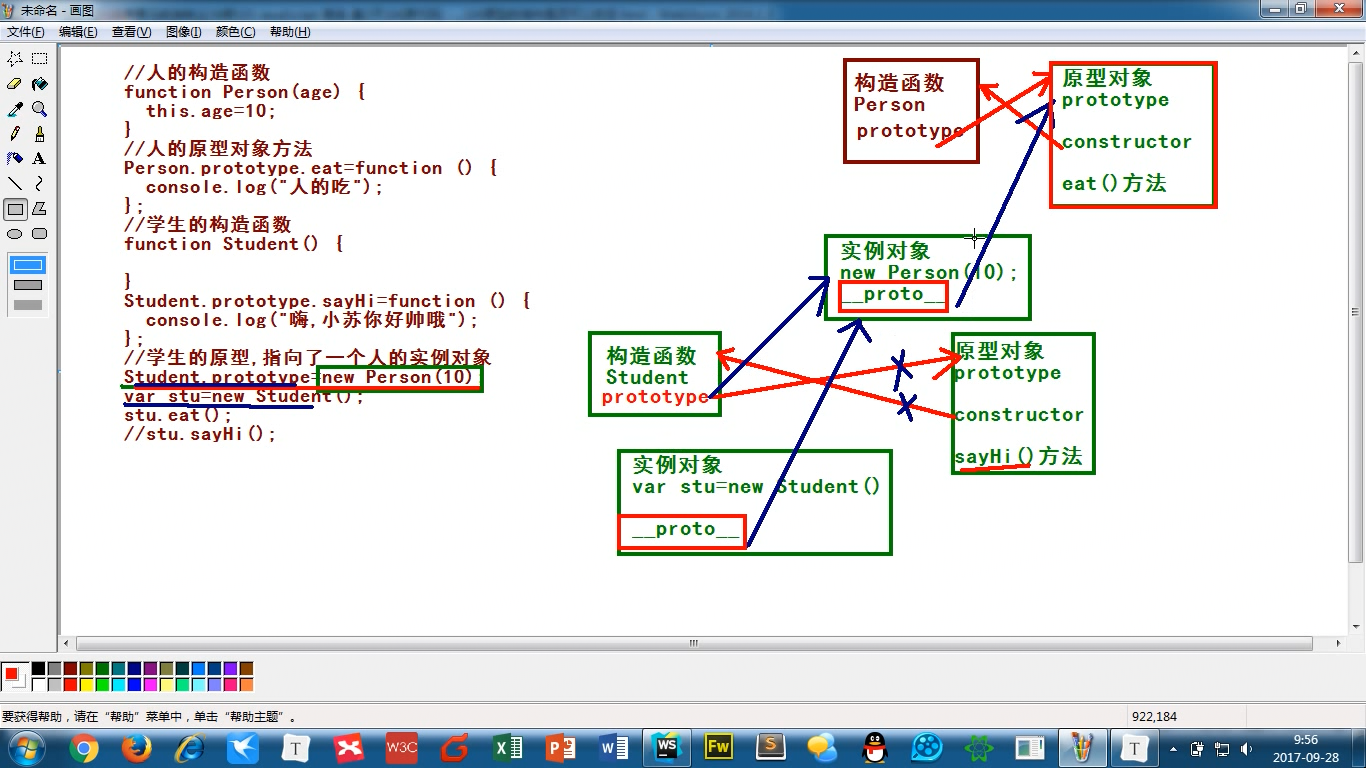 未命名 - 画图
文件(F) 编辑(E) 查看(V) 图像(I) 颜色(C) 帮助(H)
//人的构造函数
function Person(age) {
this.age=10;
}
//人的原型对象方法
Person.prototype.eat=function () {
console.log("人的吃");
};
//学生的构造函数
function Student() {
}
Student.prototype.sayHi=function () {
console.log("嗨,小苏你好帅哦");
};
//学生的原型,指向了一个人的实例对象
Student.prototype=new Person(10)
var stu=new Student();
stu.eat();
//stu.sayHi();
构造函数
Person
prototype
原型对象
prototype
constructor
eat()方法
实例对象
new Person(10);
__proto__
构造函数
Student
prototype
原型对象
prototype
constructor
sayHi()方法
实例对象
var stu=new Student()
__proto__
要获得帮助，请在“帮助”菜单中，单击“帮助主题”。
922,184
T
W3C
WS
Fw
S
T
9:56
2017-09-28